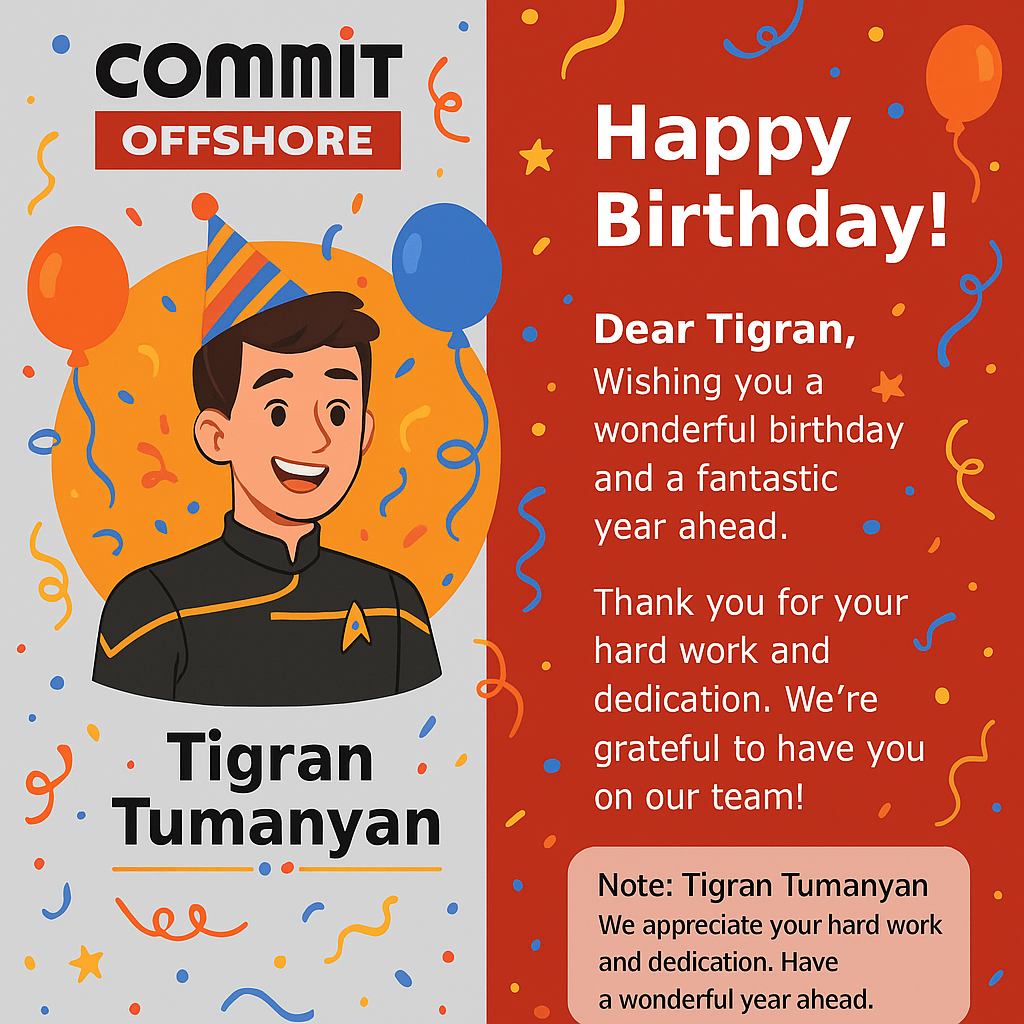 COMMIT
OFFSHORE
Tigran
Tumanyan
Happy
Birthday!
Dear Tigran,
Wishing you a
wonderful birthday
and a fantastic
year ahead.
Thank you for your
hard work and
dedication. We’re
grateful to have you
on our team!
Note: Tigran Tumanyan
We appreciate your hard work
and dedication. Have
a wonderful year ahead.